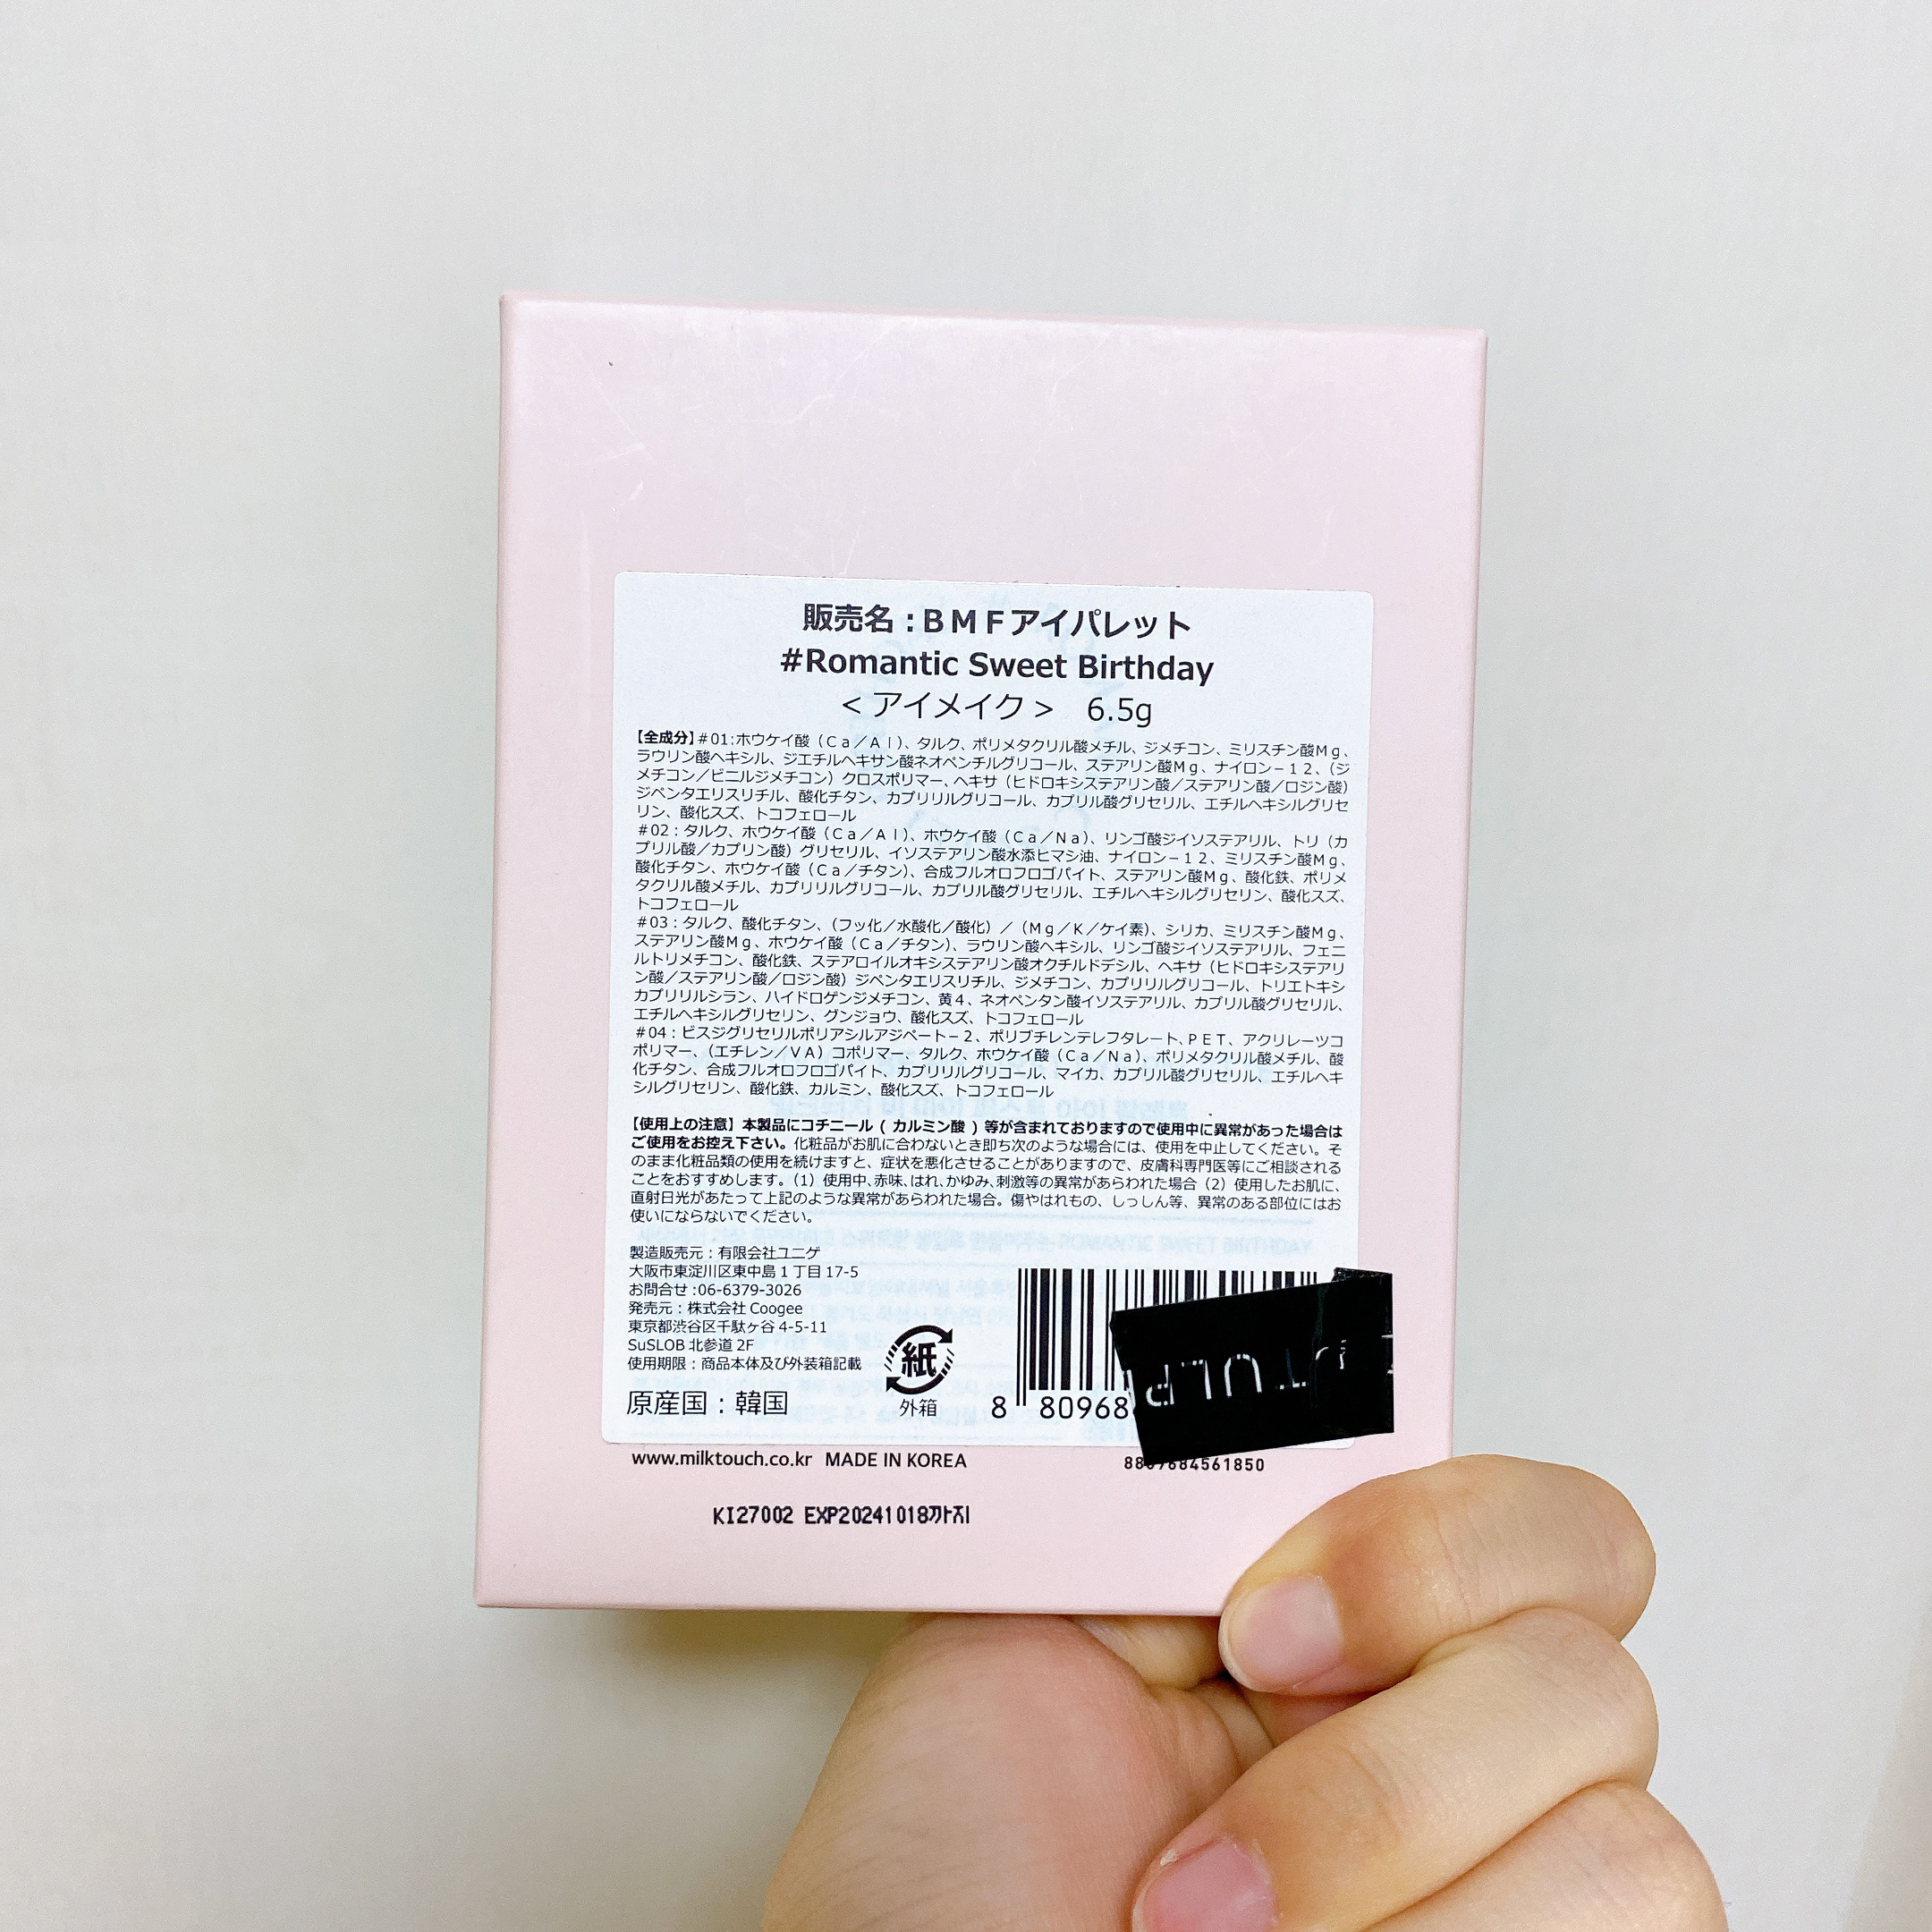 販売名：ＢＭＦアイパレット
#Romantic Sweet Birthday
＜アイメイク＞　6.5g
【全成分】＃01:ホウケイ酸（Ｃａ／Ａｌ）、タルク、ポリメタクリル酸メチル、ジメチコン、ミリスチン酸Ｍｇ、
ラウリン酸ヘキシル、ジエチルヘキサン酸ネオペンチルグリコール、ステアリン酸Ｍｇ、ナイロン－１２、（ジ
メチコン／ビニルジメチコン）クロスポリマー、ヘキサ（ヒドロキシステアリン酸／ステアリン酸／ロジン酸）
ジペンタエリスリチル、酸化チタン、カプリリルグリコール、カプリル酸グリセリル、エチルヘキシルグリセ
リン、酸化スズ、トコフェロール
＃02：タルク、ホウケイ酸（Ｃａ／Ａｌ）、ホウケイ酸（Ｃａ／Ｎａ）、リンゴ酸ジイソステアリル、トリ（カ
プリル酸／カプリン酸）グリセリル、イソステアリン酸水添ヒマシ油、ナイロン－１２、ミリスチン酸Ｍｇ、
酸化チタン、ホウケイ酸（Ｃａ／チタン）、合成フルオロフロゴパイト、ステアリン酸Ｍｇ、酸化鉄、ポリメ
タクリル酸メチル、カプリリルグリコール、カプリル酸グリセリル、エチルヘキシルグリセリン、酸化スズ、
トコフェロール
＃03：タルク、酸化チタン、（フッ化／水酸化／酸化）／（Ｍｇ／Ｋ／ケイ素）、シリカ、ミリスチン酸Ｍｇ、
ステアリン酸Ｍｇ、ホウケイ酸（Ｃａ／チタン）、ラウリン酸ヘキシル、リンゴ酸ジイソステアリル、フェニ
ルトリメチコン、酸化鉄、ステアロイルオキシステアリン酸オクチルドデシル、ヘキサ（ヒドロキシステアリ
ン酸／ステアリン酸／ロジン酸）ジペンタエリスリチル、ジメチコン、カプリリルグリコール、トリエトキシ
カプリリルシラン、ハイドロゲンジメチコン、黄４、ネオペンタン酸イソステアリル、カプリル酸グリセリル、
エチルヘキシルグリセリン、グンジョウ、酸化スズ、トコフェロール
＃04：ビスジグリセリルポリアシルアジペート－２、ポリブチレンテレフタレート、ＰＥＴ、アクリレーツコ
ポリマー、（エチレン／ＶＡ）コポリマー、タルク、ホウケイ酸（Ｃａ／Ｎａ）、ポリメタクリル酸メチル、酸
化チタン、合成フルオロフロゴパイト、カプリリルグリコール、マイカ、カプリル酸グリセリル、エチルヘキ
シルグリセリン、酸化鉄、カルミン、酸化スズ、トコフェロール
【使用上の注意】本製品にコチニール（カルミン酸）等が含まれておりますので使用中に異常があった場合は
ご使用をお控え下さい。化粧品がお肌に合わないとき即ち次のような場合には、使用を中止してください。そ
のまま化粧品類の使用を続けますと、症状を悪化させることがありますので、皮膚科専門医等にご相談される
ことをおすすめします。（1）使用中、赤味、はれ、かゆみ、刺激等の異常があらわれた場合（2）使用したお肌に、
直射日光があたって上記のような異常があらわれた場合。傷やはれもの、しっしん等、異常のある部位にはお
使いにならないでください。
製造販売元：有限会社ユニゲ
大阪市東淀川区東中島１丁目17-5
お問合せ:06-6379-3026
発売元：株式会社Coogee
東京都渋谷区千駄ヶ谷4-5-11
SuSLOB 北参道 2F
使用期限：商品本体及び外装箱記載
原産国：韓国
紙
外箱
8 80968
www.milktouch.co.kr MADE IN KOREA
8809684561850
KI27002 EXP20241018까지